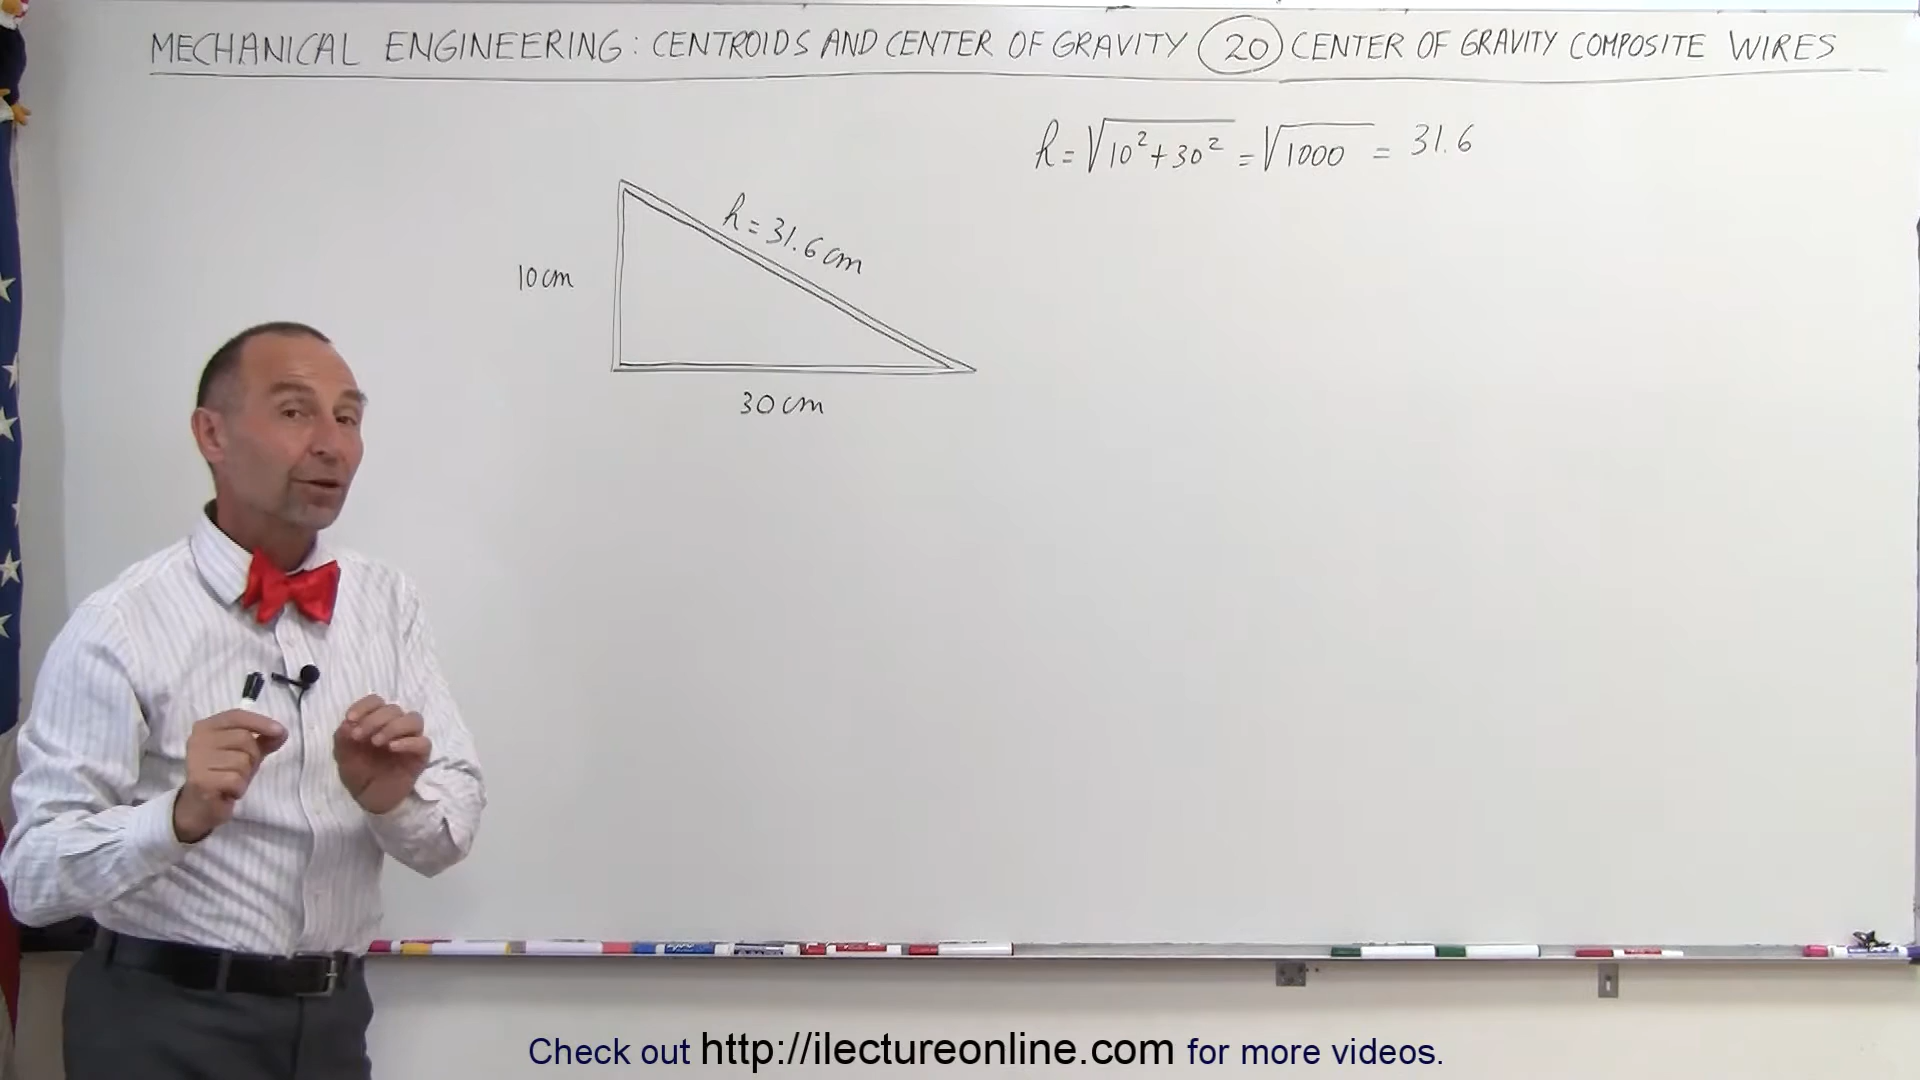 MECHANICAL ENGINEERING: CENTROIDS AND CENTER OF GRAVITY 20 CENTER OF GRAVITY COMPOSITE WIRES
h = √10²+30² = √1000 = 31.6
h = 31.6 cm
10 cm
30 cm
Check out http://ilectureonline.com for more videos.